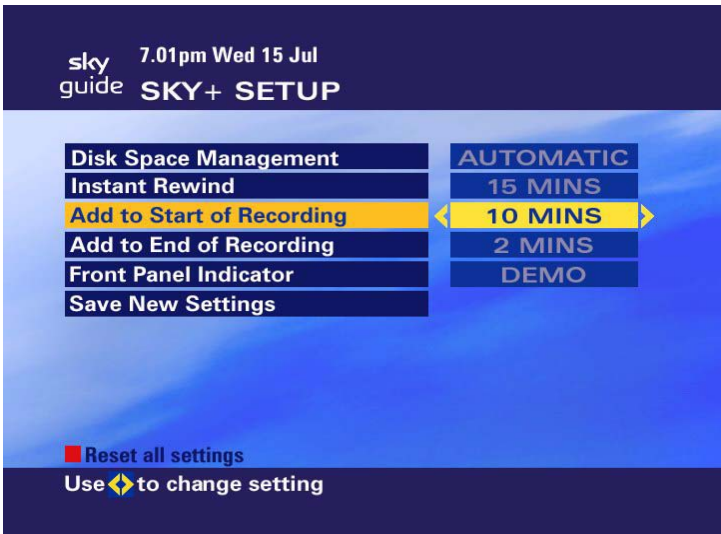 sky guide
7.01pm Wed 15 Jul
SKY+ SETUP
Disk Space Management AUTOMATIC
Instant Rewind 15 MINS
Add to Start of Recording 10 MINS
Add to End of Recording 2 MINS
Front Panel Indicator DEMO
Save New Settings
Reset all settings
Use to change setting